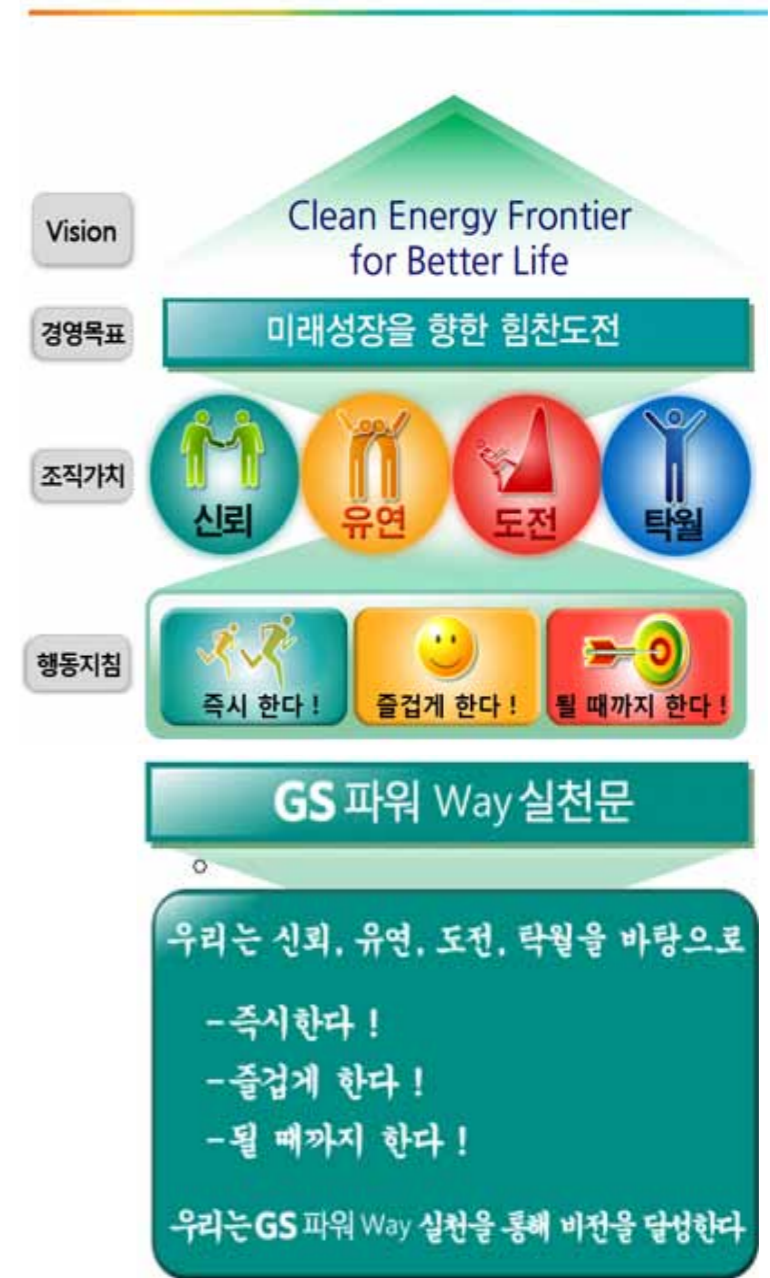 Vision
Clean Energy Frontier
for Better Life
경영목표
미래성장을 향한 힘찬도전
조직가치
신뢰
유연
도전
탁월
행동지침
즉시 한다 !
즐겁게 한다 !
될 때까지 한다 !
GS 파워 Way 실천문
우리는 신뢰, 유연, 도전, 탁월을 바탕으로
-즉시한다 !
-즐겁게 한다 !
-될 때까지 한다 !
우리는 GS 파워 Way 실천을 통해 비전을 달성한다